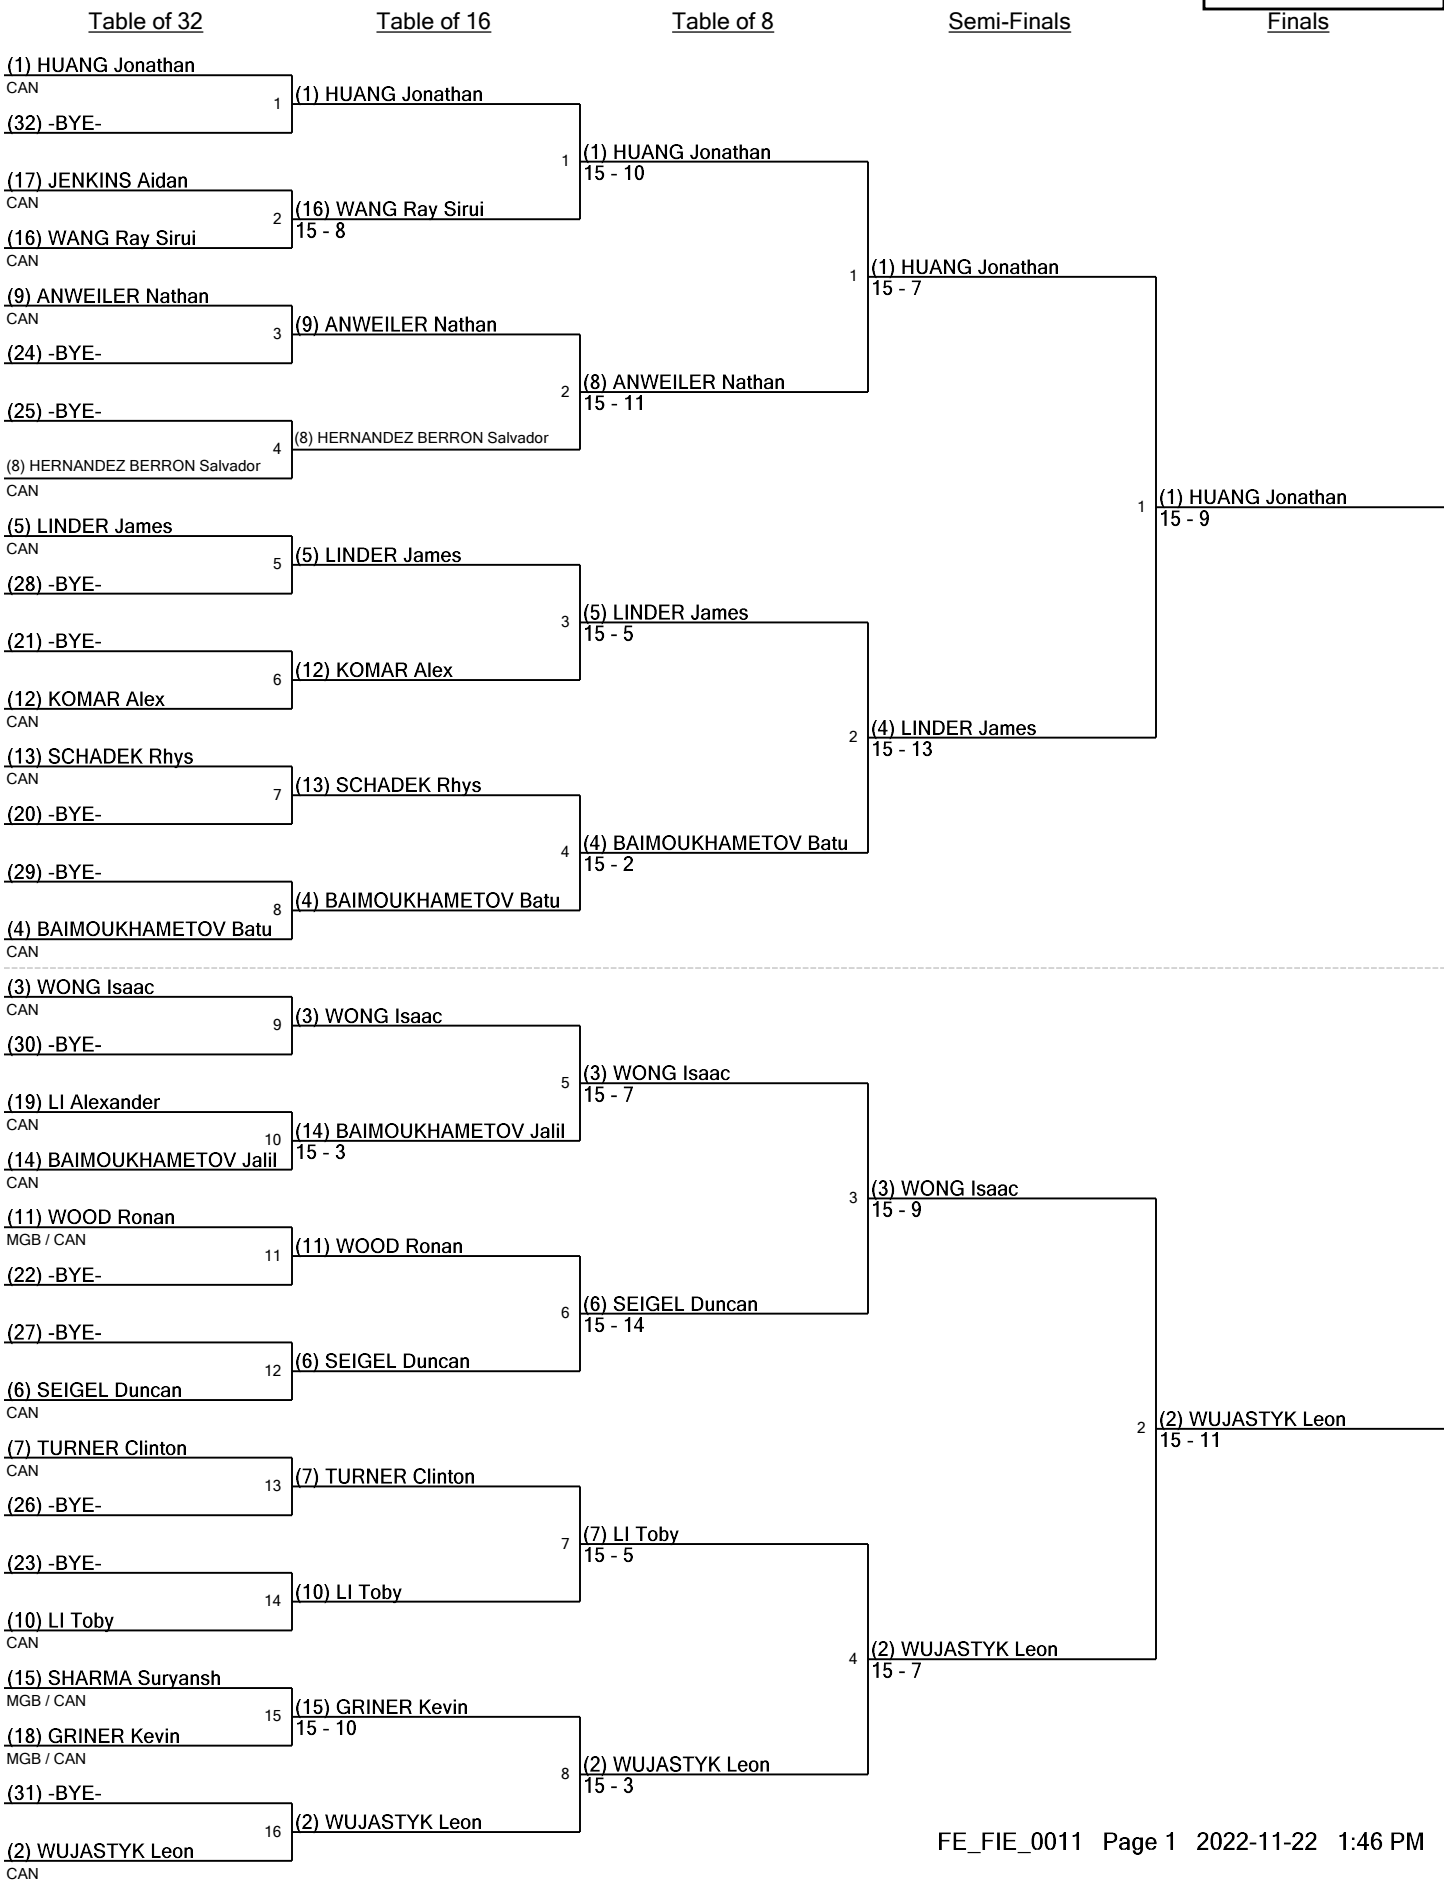 Table of 32 Table of 16 Table of 8 Semi-Finals Finals
(1) HUANG Jonathan
CAN
1
(32) -BYE-
(17) JENKINS Aidan
CAN
2
(16) WANG Ray Sirui
CAN
(9) ANWEILER Nathan
CAN
3
(24) -BYE-
(25) -BYE-
4
(8) HERNANDEZ BERRON Salvador
CAN
(5) LINDER James
CAN
5
(28) -BYE-
(21) -BYE-
6
(12) KOMAR Alex
CAN
(13) SCHADEK Rhys
CAN
7
(20) -BYE-
(29) -BYE-
8
(4) BAIMOUKHAMETOV Batu
CAN
(3) WONG Isaac
CAN
9
(30) -BYE-
(19) LI Alexander
CAN
10
(14) BAIMOUKHAMETOV Jalil
CAN
(11) WOOD Ronan
MGB / CAN
11
(22) -BYE-
(27) -BYE-
12
(6) SEIGEL Duncan
CAN
(7) TURNER Clinton
CAN
13
(26) -BYE-
(23) -BYE-
14
(10) LI Toby
CAN
(15) SHARMA Suryansh
MGB / CAN
15
(18) GRINER Kevin
MGB / CAN
(31) -BYE-
16
(2) WUJASTYK Leon
CAN
(1) HUANG Jonathan
1
(16) WANG Ray Sirui
15 - 8
(9) ANWEILER Nathan
2
(8) HERNANDEZ BERRON Salvador
(5) LINDER James
3
(12) KOMAR Alex
(13) SCHADEK Rhys
4
(4) BAIMOUKHAMETOV Batu
(3) WONG Isaac
5
(14) BAIMOUKHAMETOV Jalil
15 - 3
(11) WOOD Ronan
6
(6) SEIGEL Duncan
(7) TURNER Clinton
7
(10) LI Toby
(15) GRINER Kevin
15 - 10
8
(2) WUJASTYK Leon
(1) HUANG Jonathan
15 - 10
1
(8) ANWEILER Nathan
15 - 11
(5) LINDER James
15 - 5
2
(4) BAIMOUKHAMETOV Batu
15 - 2
(3) WONG Isaac
15 - 7
3
(6) SEIGEL Duncan
15 - 14
(7) LI Toby
15 - 5
4
(2) WUJASTYK Leon
15 - 3
(1) HUANG Jonathan
15 - 7
1
(4) LINDER James
15 - 13
(3) WONG Isaac
15 - 9
2
(2) WUJASTYK Leon
15 - 7
(1) HUANG Jonathan
15 - 9
(2) WUJASTYK Leon
15 - 11
FE_FIE_0011 Page 1 2022-11-22 1:46 PM